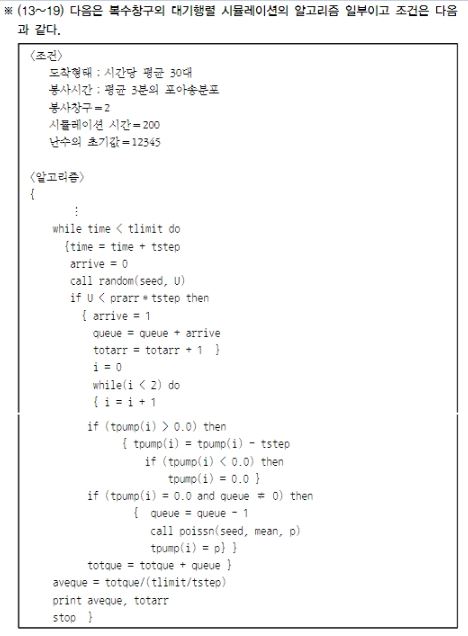 ※ (13~19) 다음은 복수창구의 대기행렬 시뮬레이션의 알고리즘 일부이고 조건은 다음
과 같다.
〈조건〉
도착형태 : 시간당 평균 30대
봉사시간 : 평균 3분의 포아송분포
봉사창구=2
시뮬레이션 시간=200
난수의 초기값=12345
〈알고리즘〉
{
⋮
while time < tlimit do
{time = time + tstep
arrive = 0
call random(seed, U)
if U < prarr * tstep then
{ arrive = 1
queue = queue + arrive
totarr = totarr + 1 }
i = 0
while(i < 2) do
{ i = i + 1
if (tpump(i) > 0.0) then
{ tpump(i) = tpump(i) - tstep
if (tpump(i) < 0.0) then
tpump(i) = 0.0 }
if (tpump(i) = 0.0 and queue ≠ 0) then
{ queue = queue - 1
call poissn(seed, mean, p)
tpump(i) = p} }
totque = totque + queue }
aveque = totque/(tlimit/tstep)
print aveque, totarr
stop }